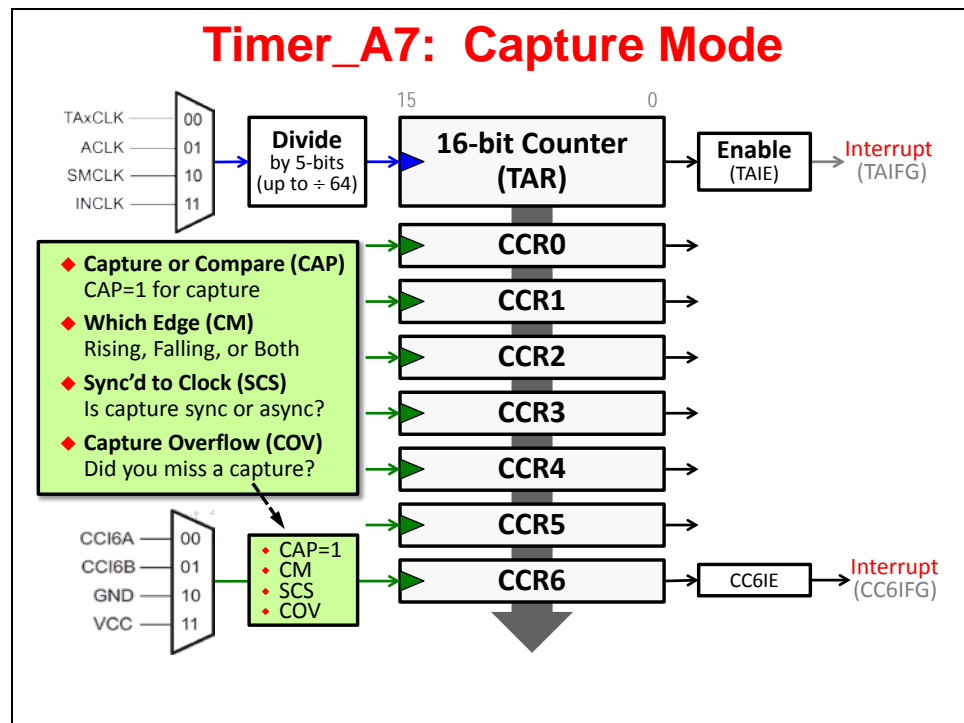 Timer_A7: Capture Mode
15 0
TAxCLK 00
ACLK 01
SMCLK 10
INCLK 11
Divide
by 5-bits
(up to ÷ 64)
16-bit Counter
(TAR)
Enable
(TAIE)
Interrupt
(TAIFG)
◆ Capture or Compare (CAP)
CAP=1 for capture
◆ Which Edge (CM)
Rising, Falling, or Both
◆ Sync’d to Clock (SCS)
Is capture sync or async?
◆ Capture Overflow (COV)
Did you miss a capture?
CCR0
CCR1
CCR2
CCR3
CCR4
CCR5
CCR6
CCI6A 00
CCI6B 01
GND 10
VCC 11
◆ CAP=1
◆ CM
◆ SCS
◆ COV
CC6IE
Interrupt
(CC6IFG)